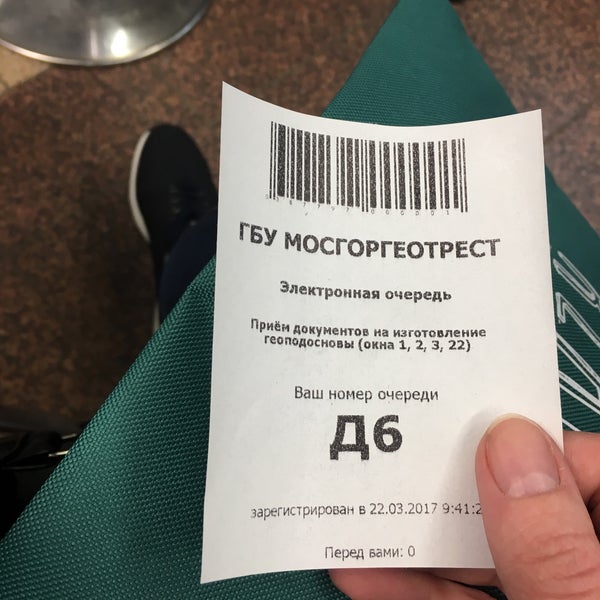 ГБУ МОСГОРГЕОТРЕСТ
Электронная очередь
Приём документов на изготовление
геоподосновы (окна 1, 2, 3, 22)
Ваш номер очереди
Д6
зарегистрирован в 22.03.2017 9:41:2
Перед вами: 0